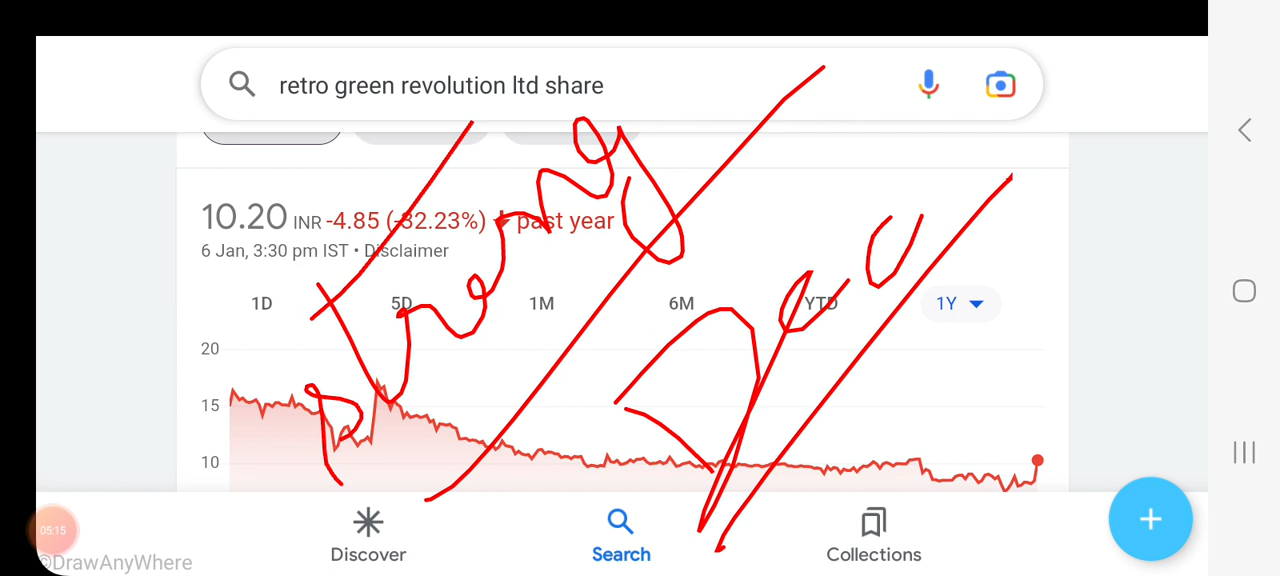 retro green revolution ltd share
10.20 INR -4.85 (-32.23%) ↓ past year
6 Jan, 3:30 pm IST • Disclaimer
1D 5D 1M 6M YTD 1Y
20
15
10
strong
Discover Search Collections
05:15
©DrawAnyWhere